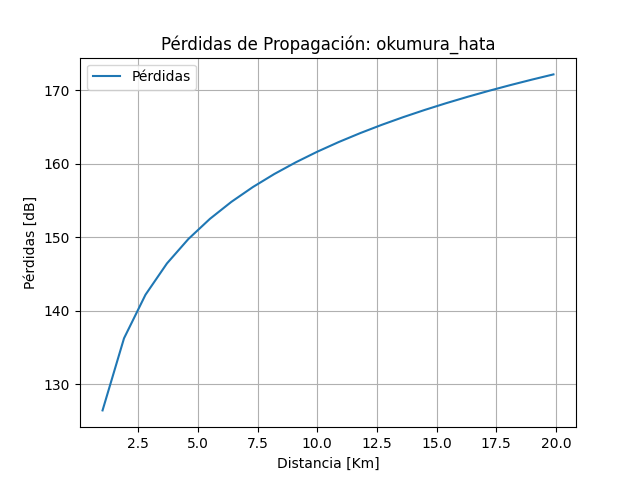 Pérdidas de Propagación: okumura_hata
Pérdidas
170
160
150
140
130
Pérdidas [dB]
2.5 5.0 7.5 10.0 12.5 15.0 17.5 20.0
Distancia [Km]